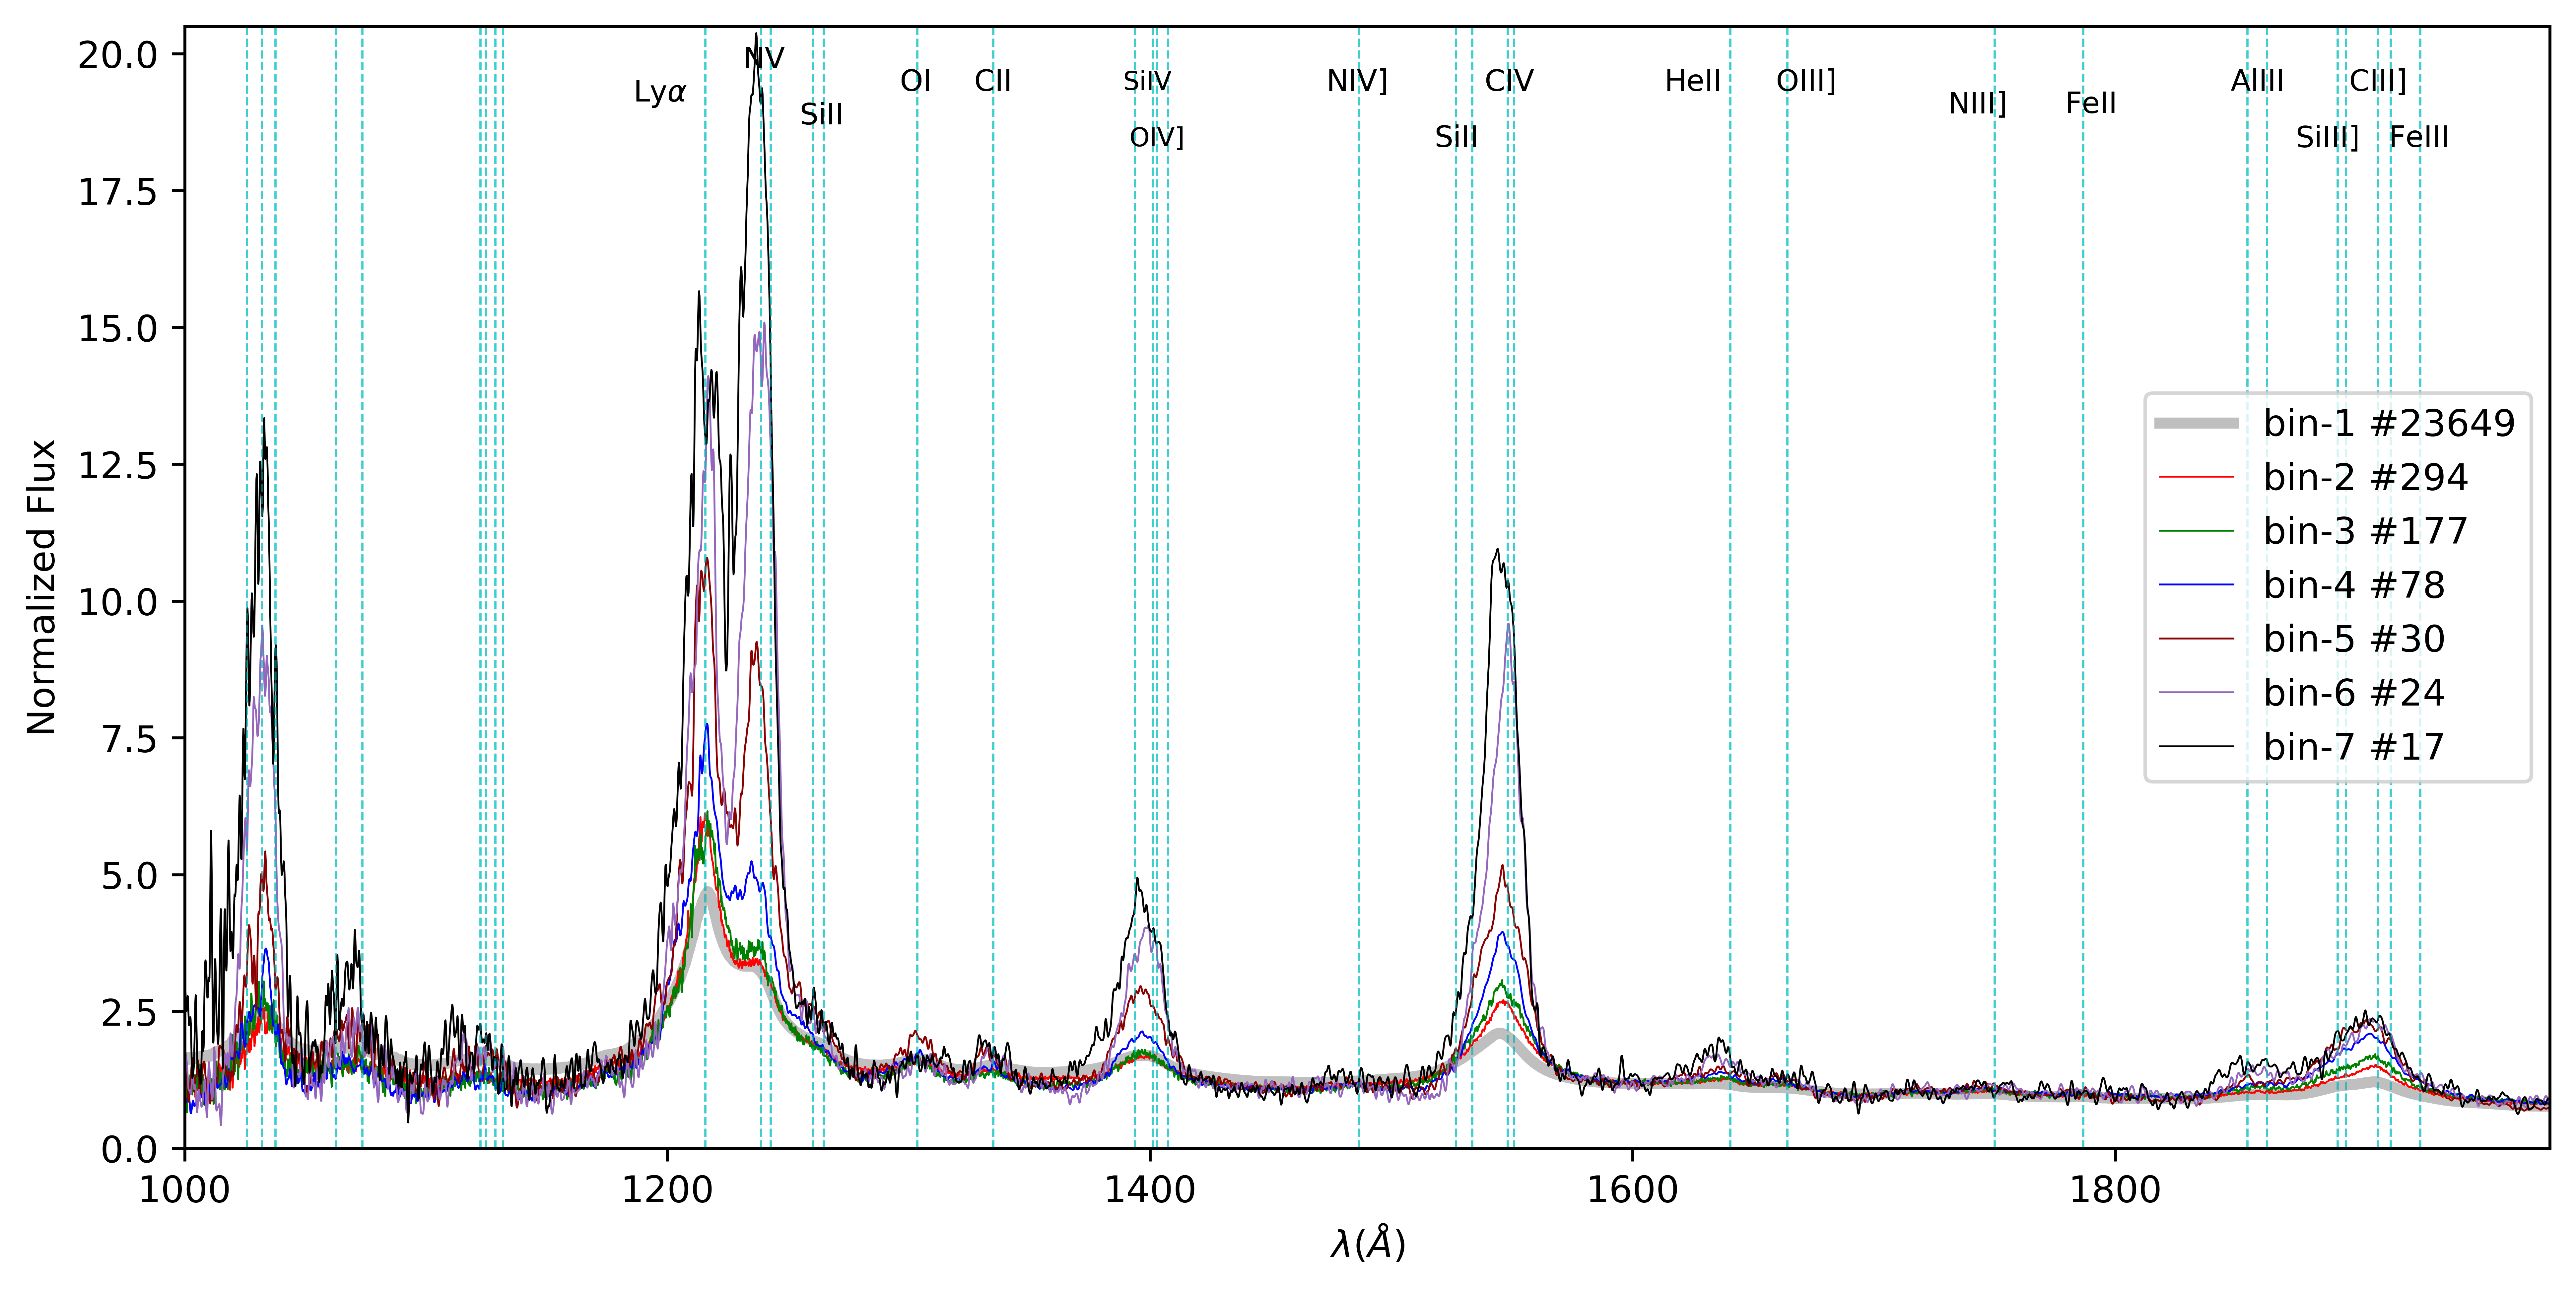 20.0
17.5
15.0
12.5
10.0
7.5
5.0
2.5
0.0
Normalized Flux
1000
1200
1400
1600
1800
λ(Å)
Lyα
NV
SiII
OI
CII
SiIV
OIV]
NIV]
SiII
CIV
HeII
OIII]
NIII]
FeII
AlIII
SiIII]
CIII]
FeIII
bin-1 #23649
bin-2 #294
bin-3 #177
bin-4 #78
bin-5 #30
bin-6 #24
bin-7 #17